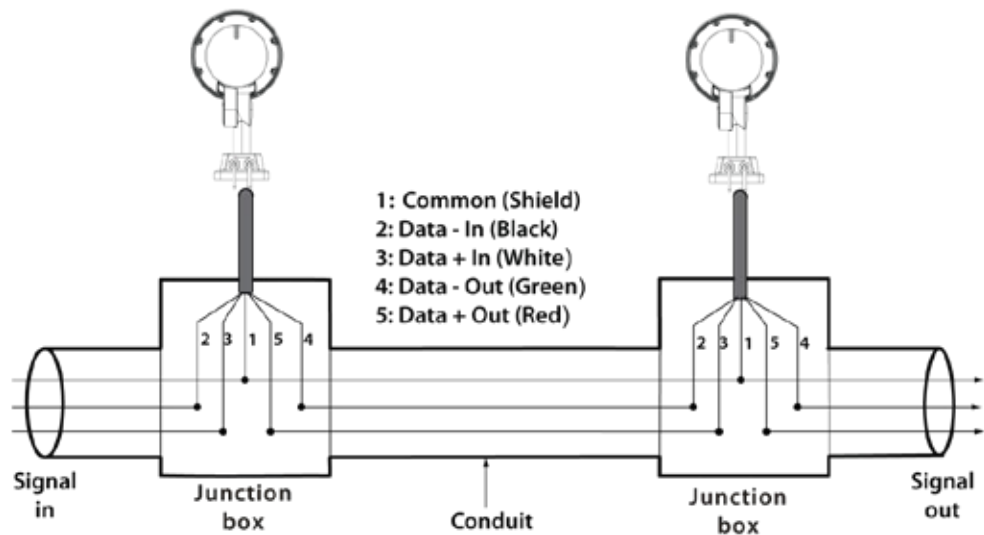 1: Common (Shield)
2: Data - In (Black)
3: Data + In (White)
4: Data - Out (Green)
5: Data + Out (Red)
2 3 1 5 4
2 3 1 5 4
Signal
in
Junction
box
Conduit
Junction
box
Signal
out